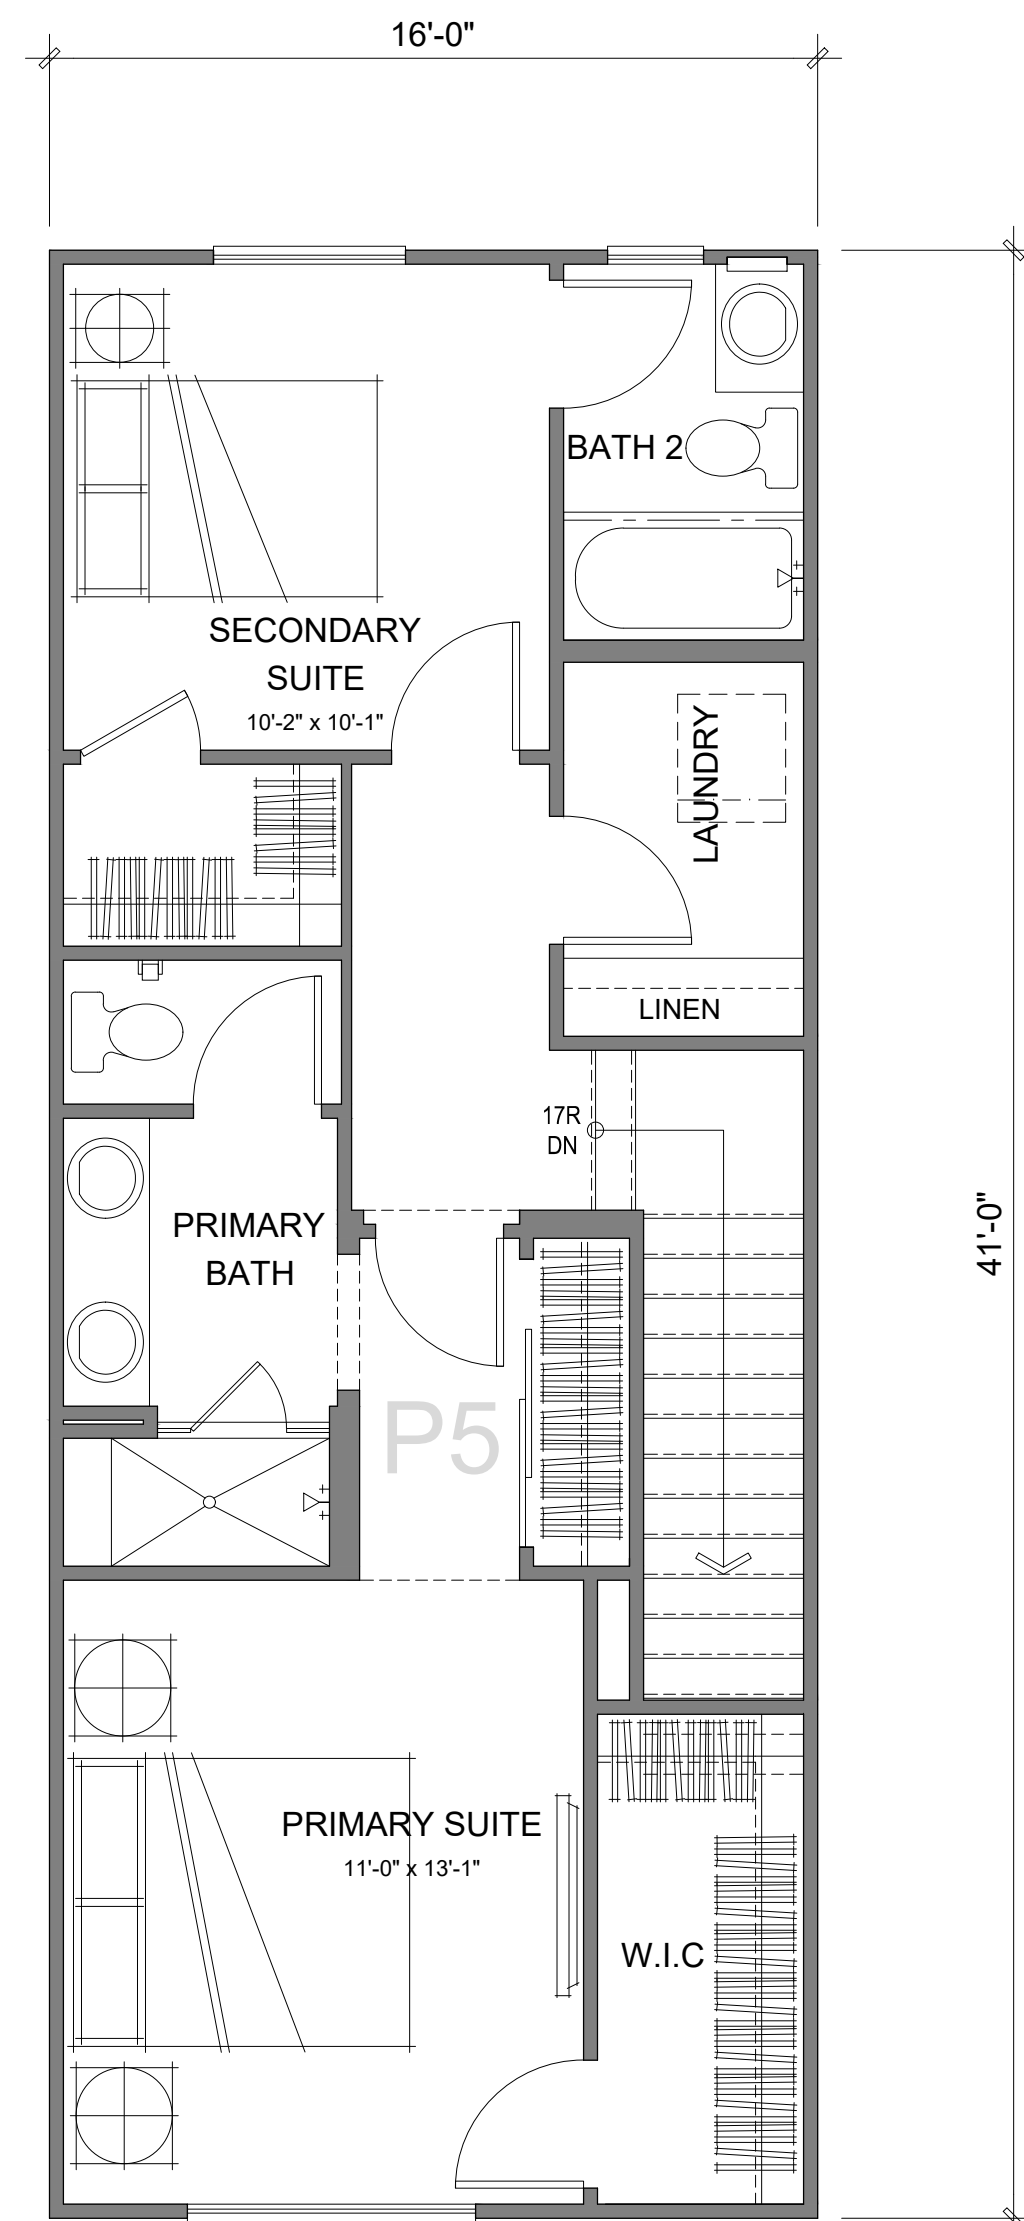 16'-0"
BATH 2
SECONDARY
SUITE
10'-2" x 10'-1"
LAUNDRY
LINEN
17R
DN
41'-0"
PRIMARY
BATH
P5
PRIMARY SUITE
11'-0" x 13'-1"
W.I.C